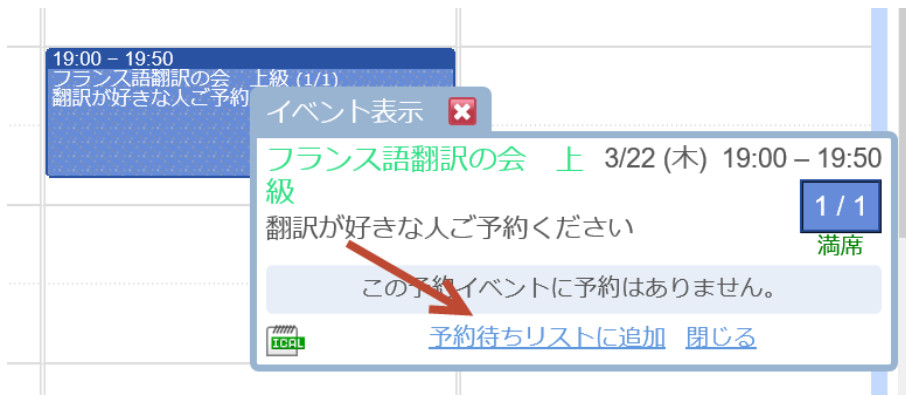 19:00 – 19:50
フランス語翻訳の会　上級 (1/1)
翻訳が好きな人ご予約
イベント表示
フランス語翻訳の会　上
級
3/22 (木) 19:00 – 19:50
1 / 1
満席
翻訳が好きな人ご予約ください
この予約イベントに予約はありません。
ICAL
予約待ちリストに追加 閉じる